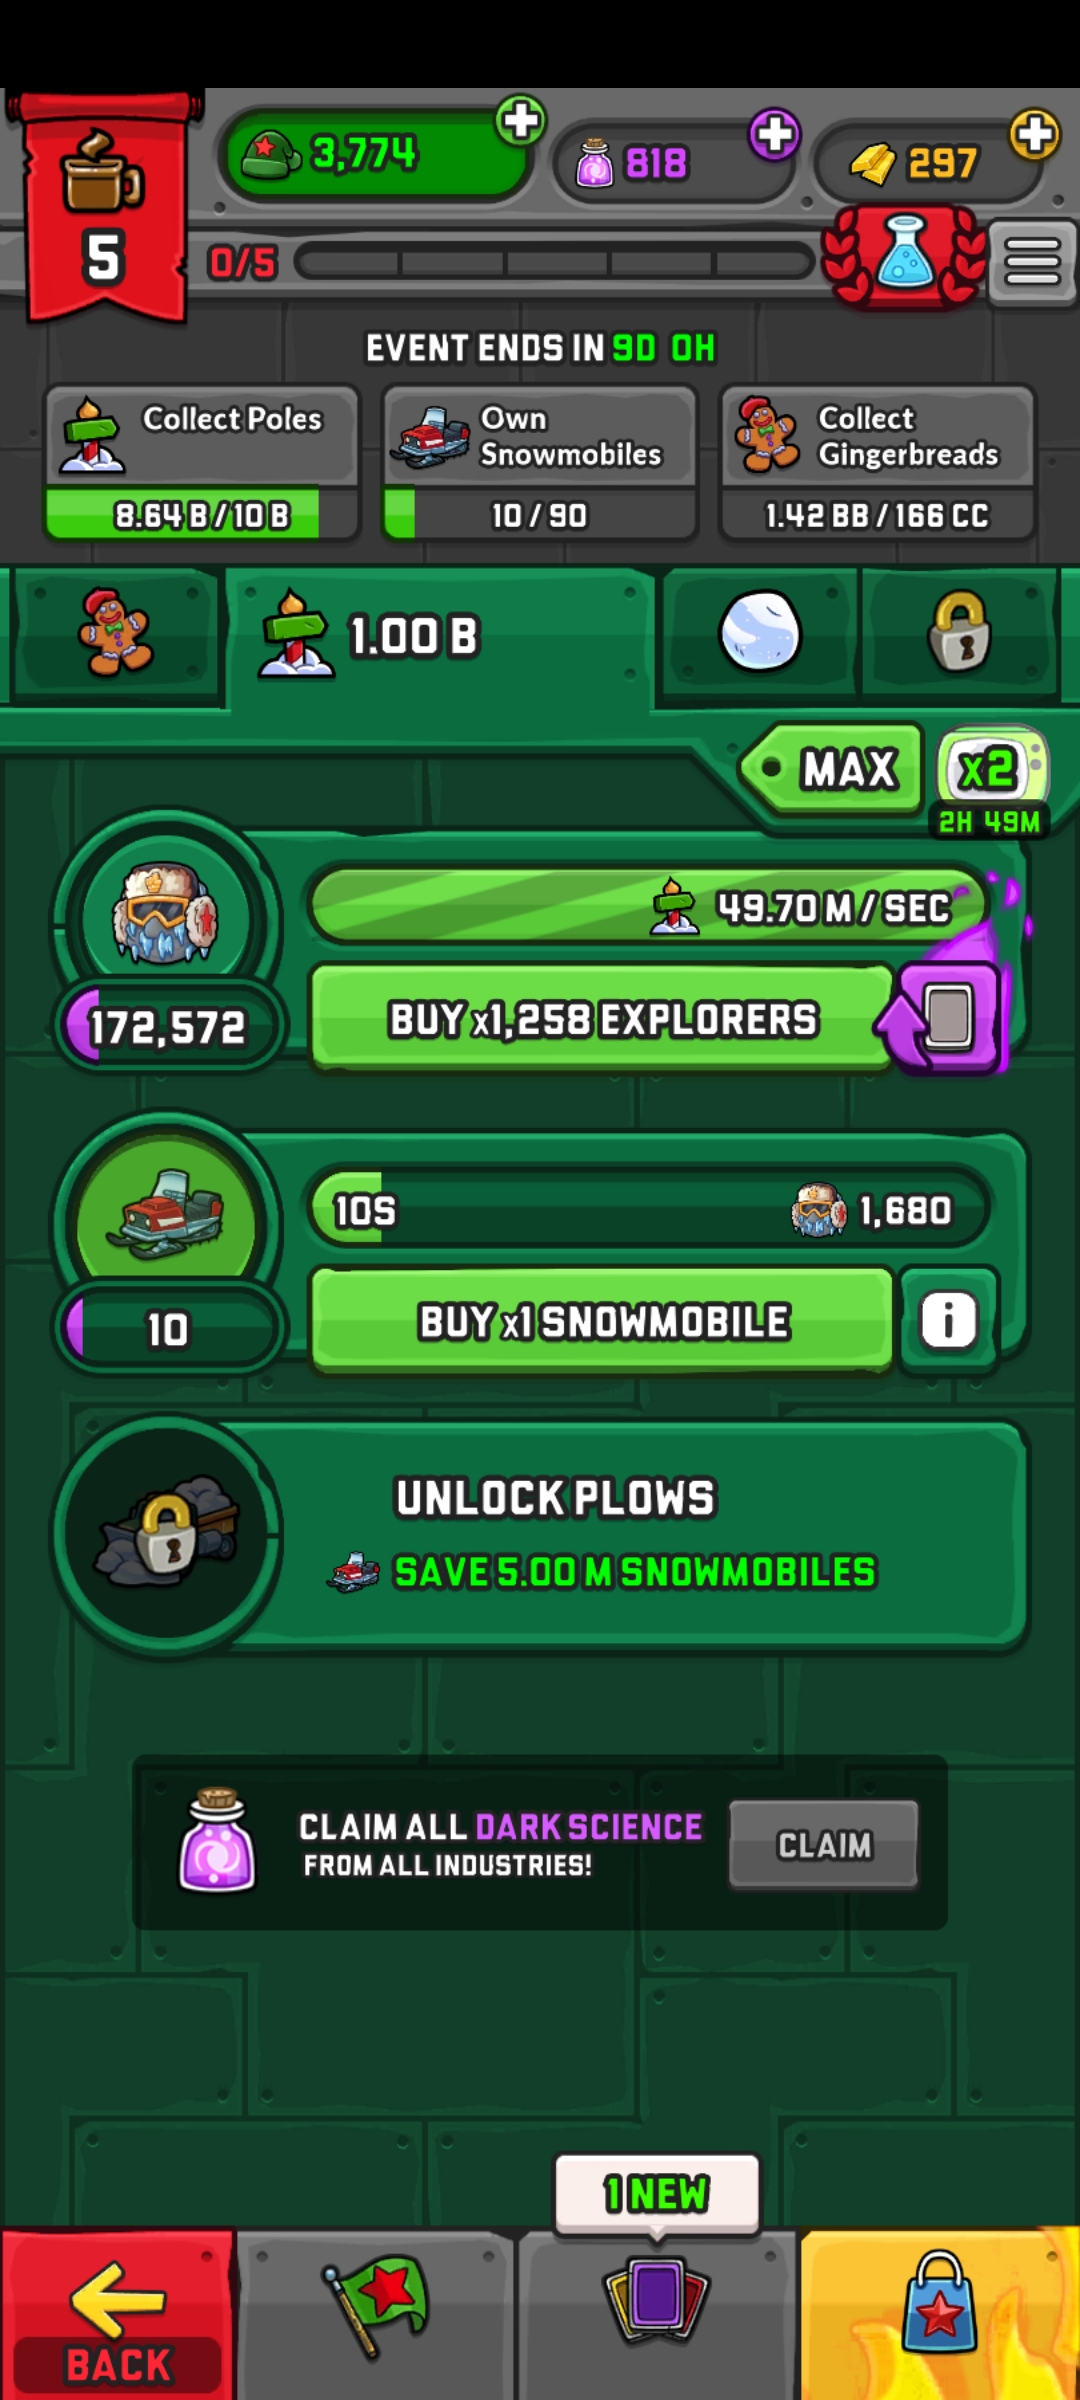 5
3,774
818
297
0/5
EVENT ENDS IN 9D 0H
Collect Poles
8.64 B / 10 B
Own
Snowmobiles
10 / 90
Collect
Gingerbreads
1.42 BB / 166 CC
1.00 B
MAX
x2
2H 49M
49.70 M / SEC
172,572
BUY x1,258 EXPLORERS
10S
1,680
10
BUY x1 SNOWMOBILE
i
UNLOCK PLOWS
SAVE 5.00 M SNOWMOBILES
CLAIM ALL DARK SCIENCE
FROM ALL INDUSTRIES!
CLAIM
1 NEW
BACK